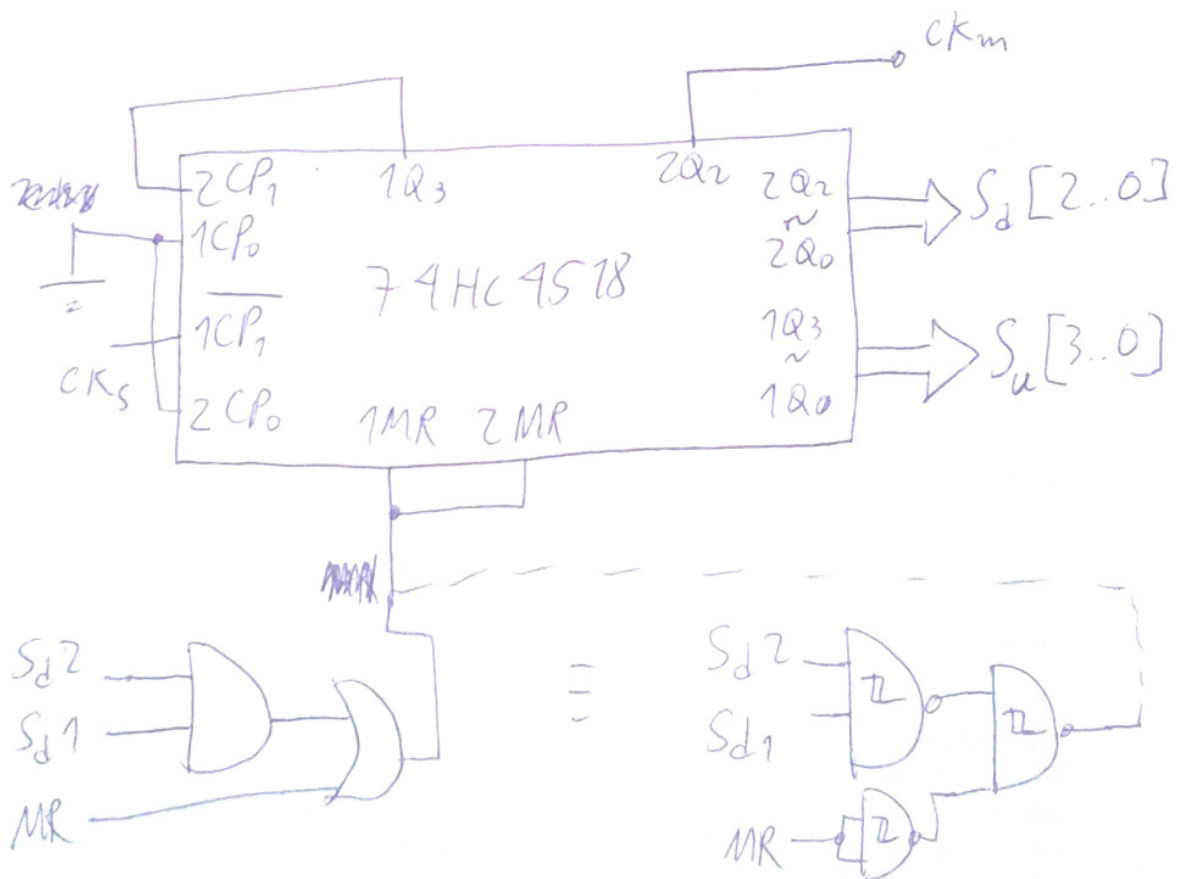 CKm
2CP1 1Q3 2Q2 2Q2
~
Sd[2..0]
1CP0 2Q0
74HC4518
1CP1 1Q3
~
Su[3..0]
CKs
2CP0 1MR 2MR 1Q0
Sd2
Sd1
MR
≡
Sd2
Sd1
MR